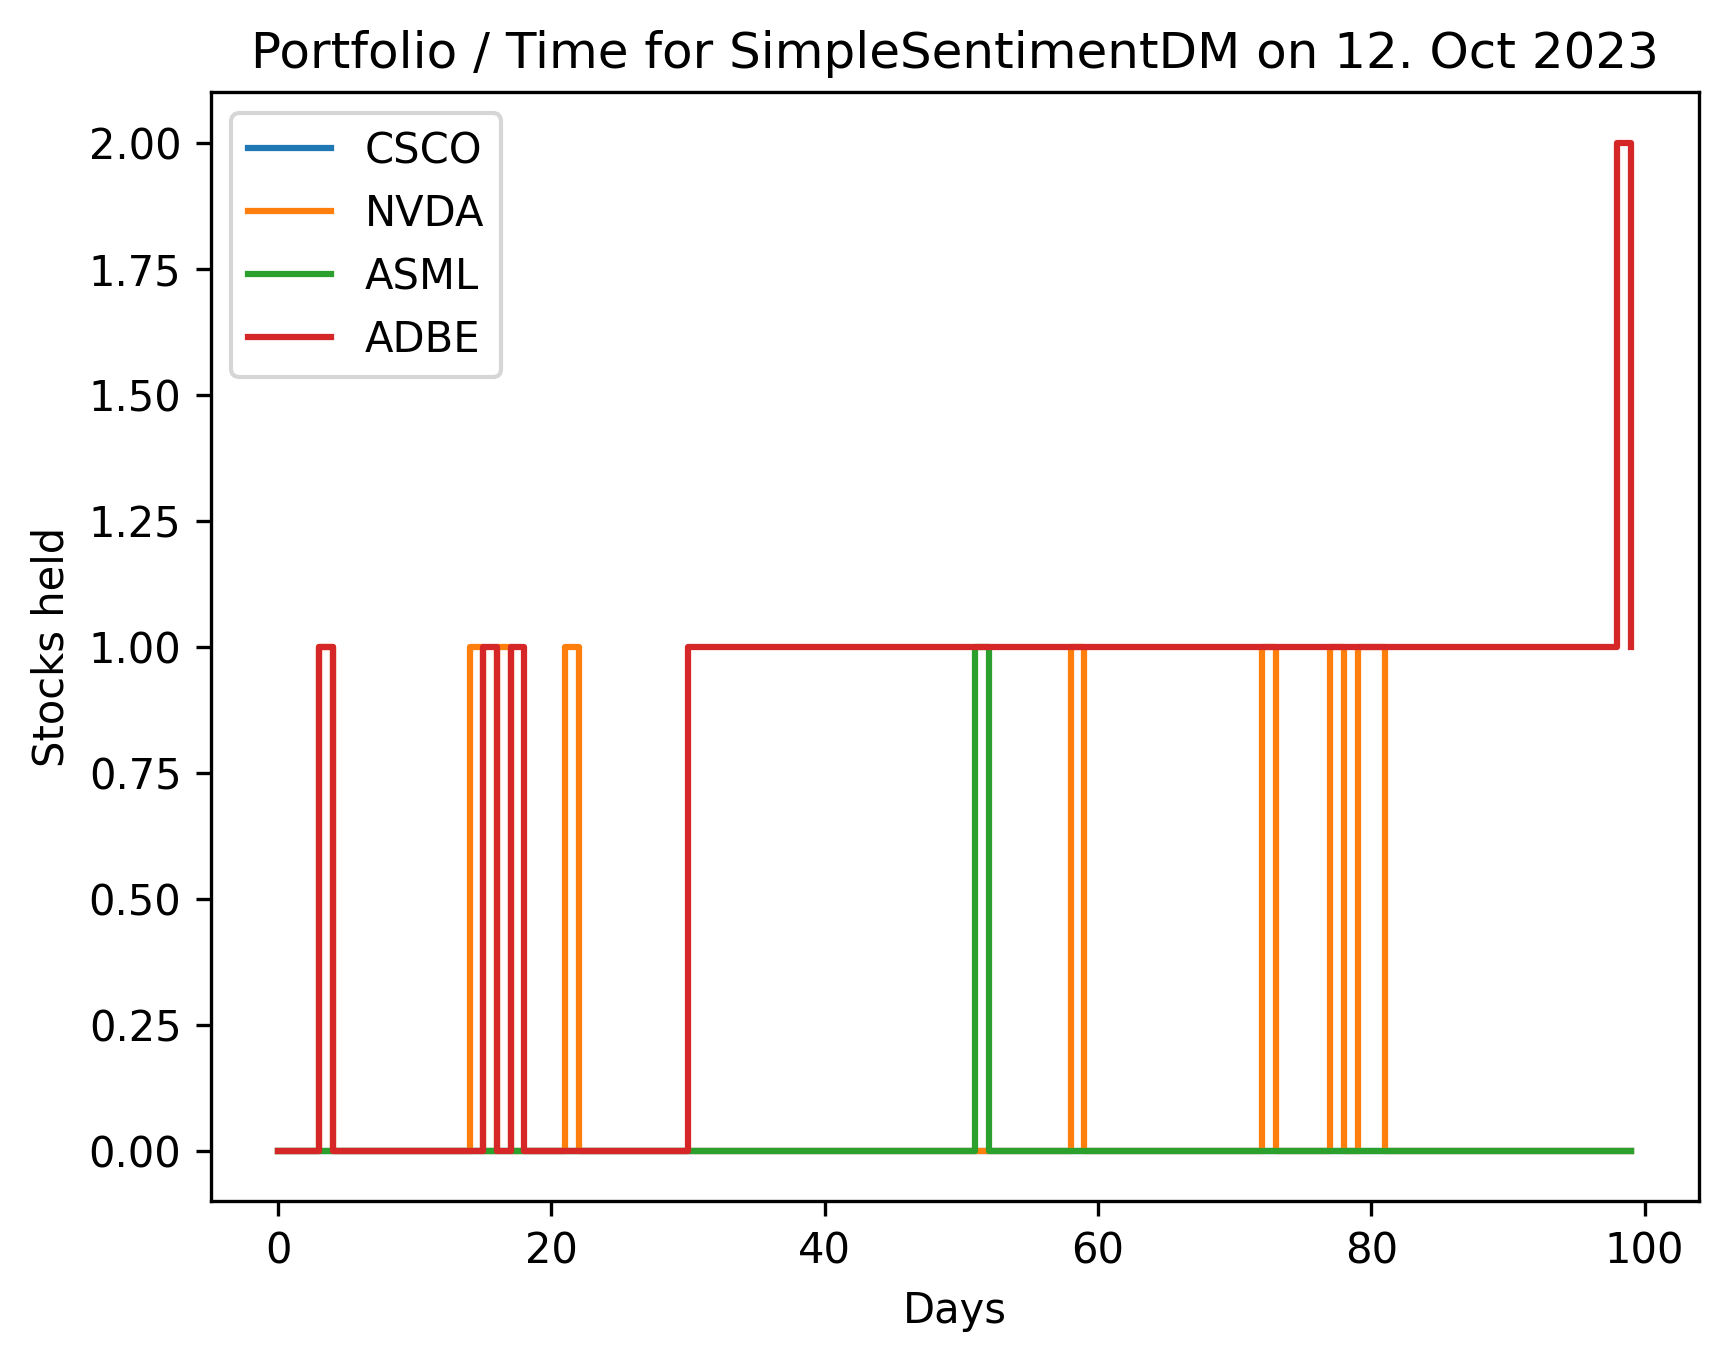 Portfolio / Time for SimpleSentimentDM on 12. Oct 2023
CSCO
NVDA
ASML
ADBE
2.00
1.75
1.50
1.25
1.00
0.75
0.50
0.25
0.00
Stocks held
0 20 40 60 80 100
Days